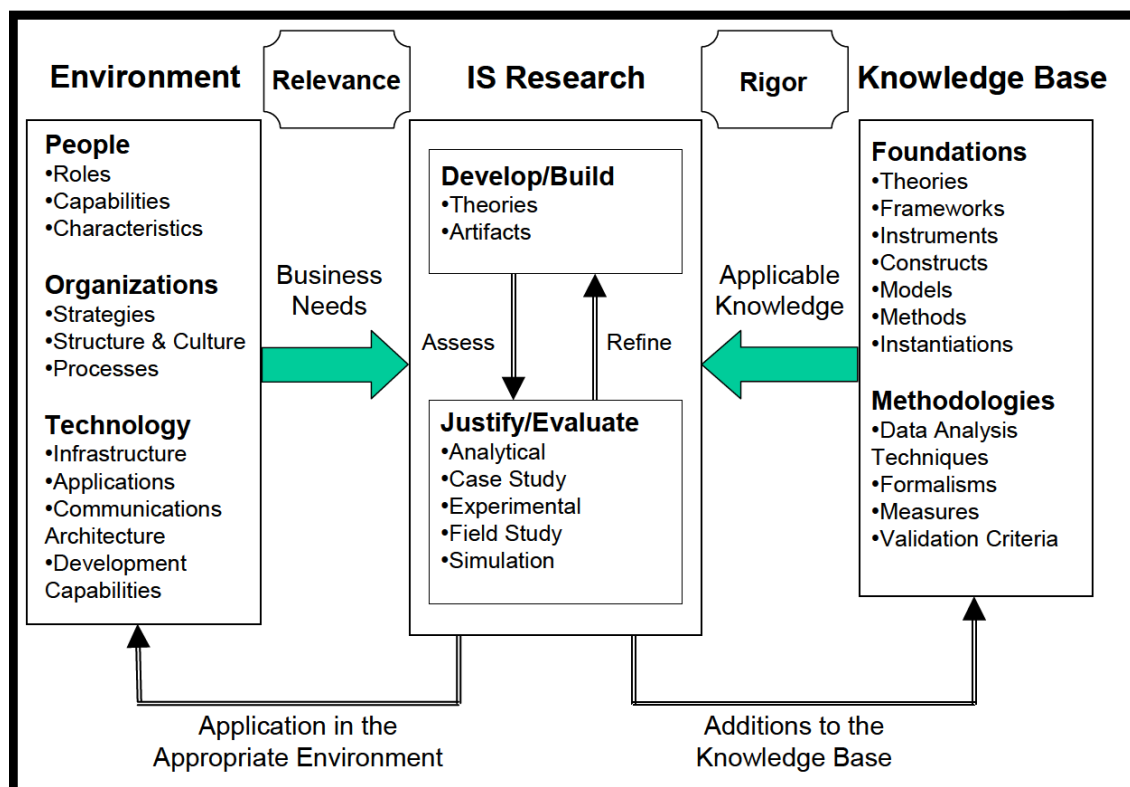 Environment
Relevance
IS Research
Rigor
Knowledge Base
People
•Roles
•Capabilities
•Characteristics
Organizations
•Strategies
•Structure & Culture
•Processes
Technology
•Infrastructure
•Applications
•Communications
Architecture
•Development
Capabilities
Business
Needs
Develop/Build
•Theories
•Artifacts
Assess
Refine
Justify/Evaluate
•Analytical
•Case Study
•Experimental
•Field Study
•Simulation
Applicable
Knowledge
Foundations
•Theories
•Frameworks
•Instruments
•Constructs
•Models
•Methods
•Instantiations
Methodologies
•Data Analysis
Techniques
•Formalisms
•Measures
•Validation Criteria
Application in the
Appropriate Environment
Additions to the
Knowledge Base